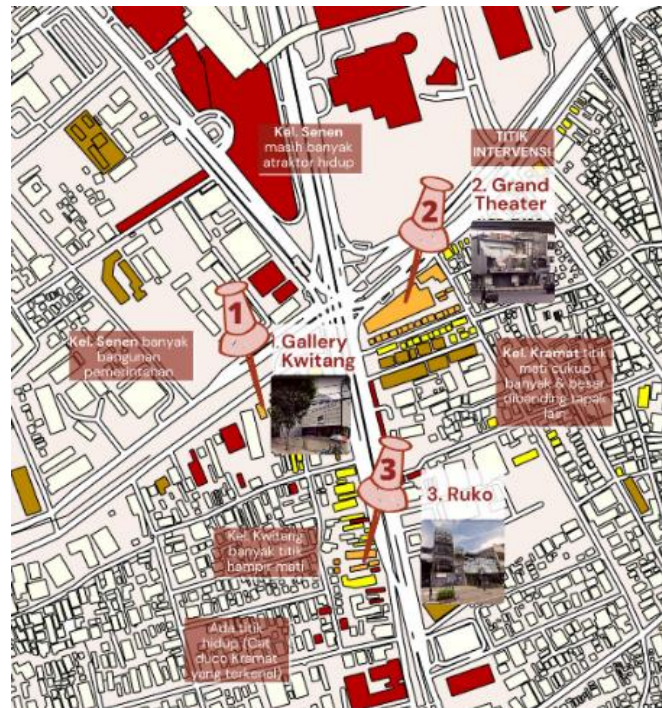 Kel. Senen
masih banyak
atraktor hidup
TITIK
INTERVENSI
2. Grand
Theater
2
1
Kel. Senen banyak
bangunan
pemerintahan
1. Gallery
Kwitang
Kel. Kramat titik
mati cukup
banyak & besar
dibanding tapak
lain
3
3. Ruko
Kel. Kwitang
banyak titik
hampir mati
Ada titik
hidup (Cat
duco Kramat
yang terkenal)